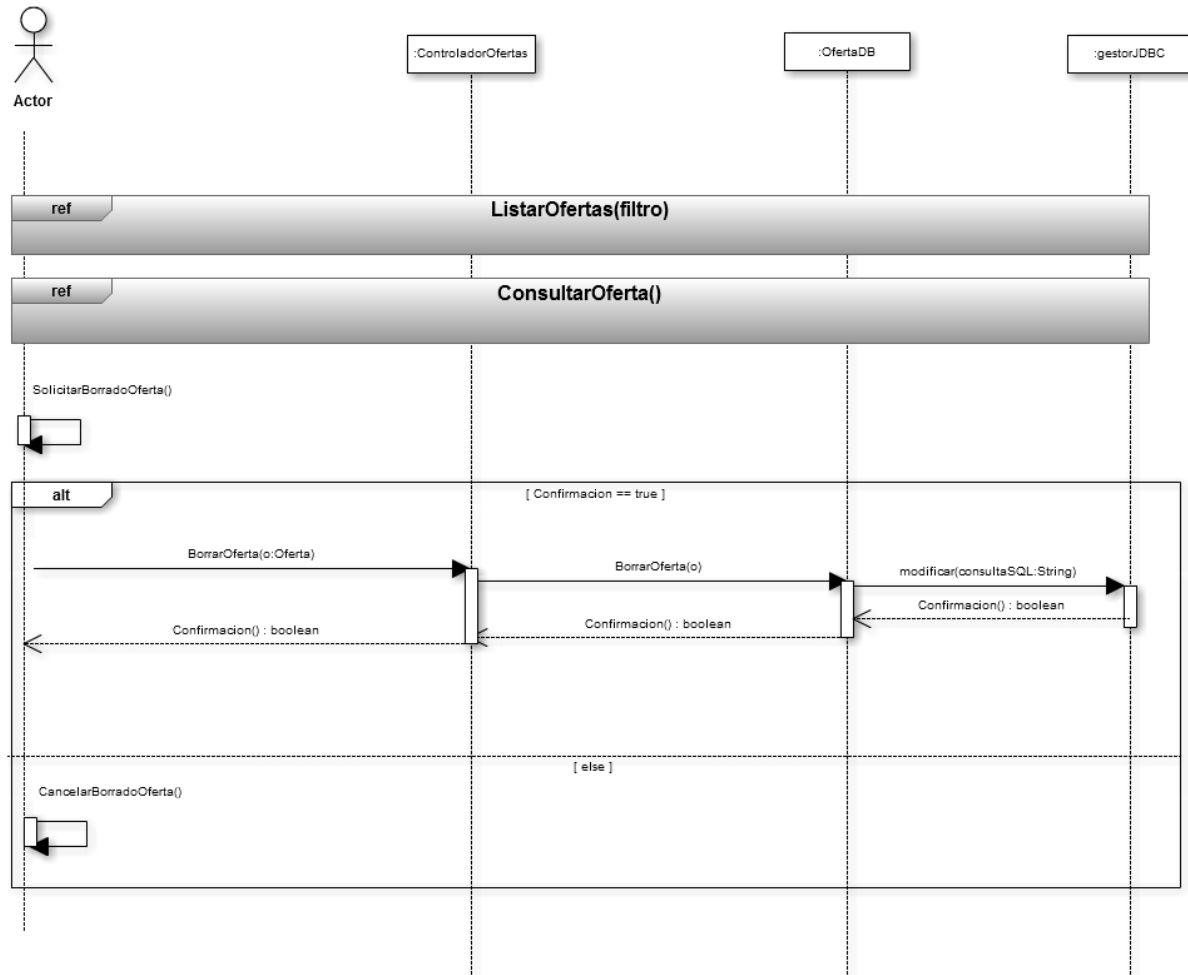 :ControladorOfertas
:OfertaDB
:gestorJDBC
Actor
ref
ListarOfertas(filtro)
ref
ConsultarOferta()
SolicitarBorradoOferta()
alt
[ Confirmacion == true ]
BorrarOferta(o:Oferta)
BorrarOferta(o)
modificar(consultaSQL:String)
Confirmacion() : boolean
Confirmacion() : boolean
Confirmacion() : boolean
[ else ]
CancelarBorradoOferta()